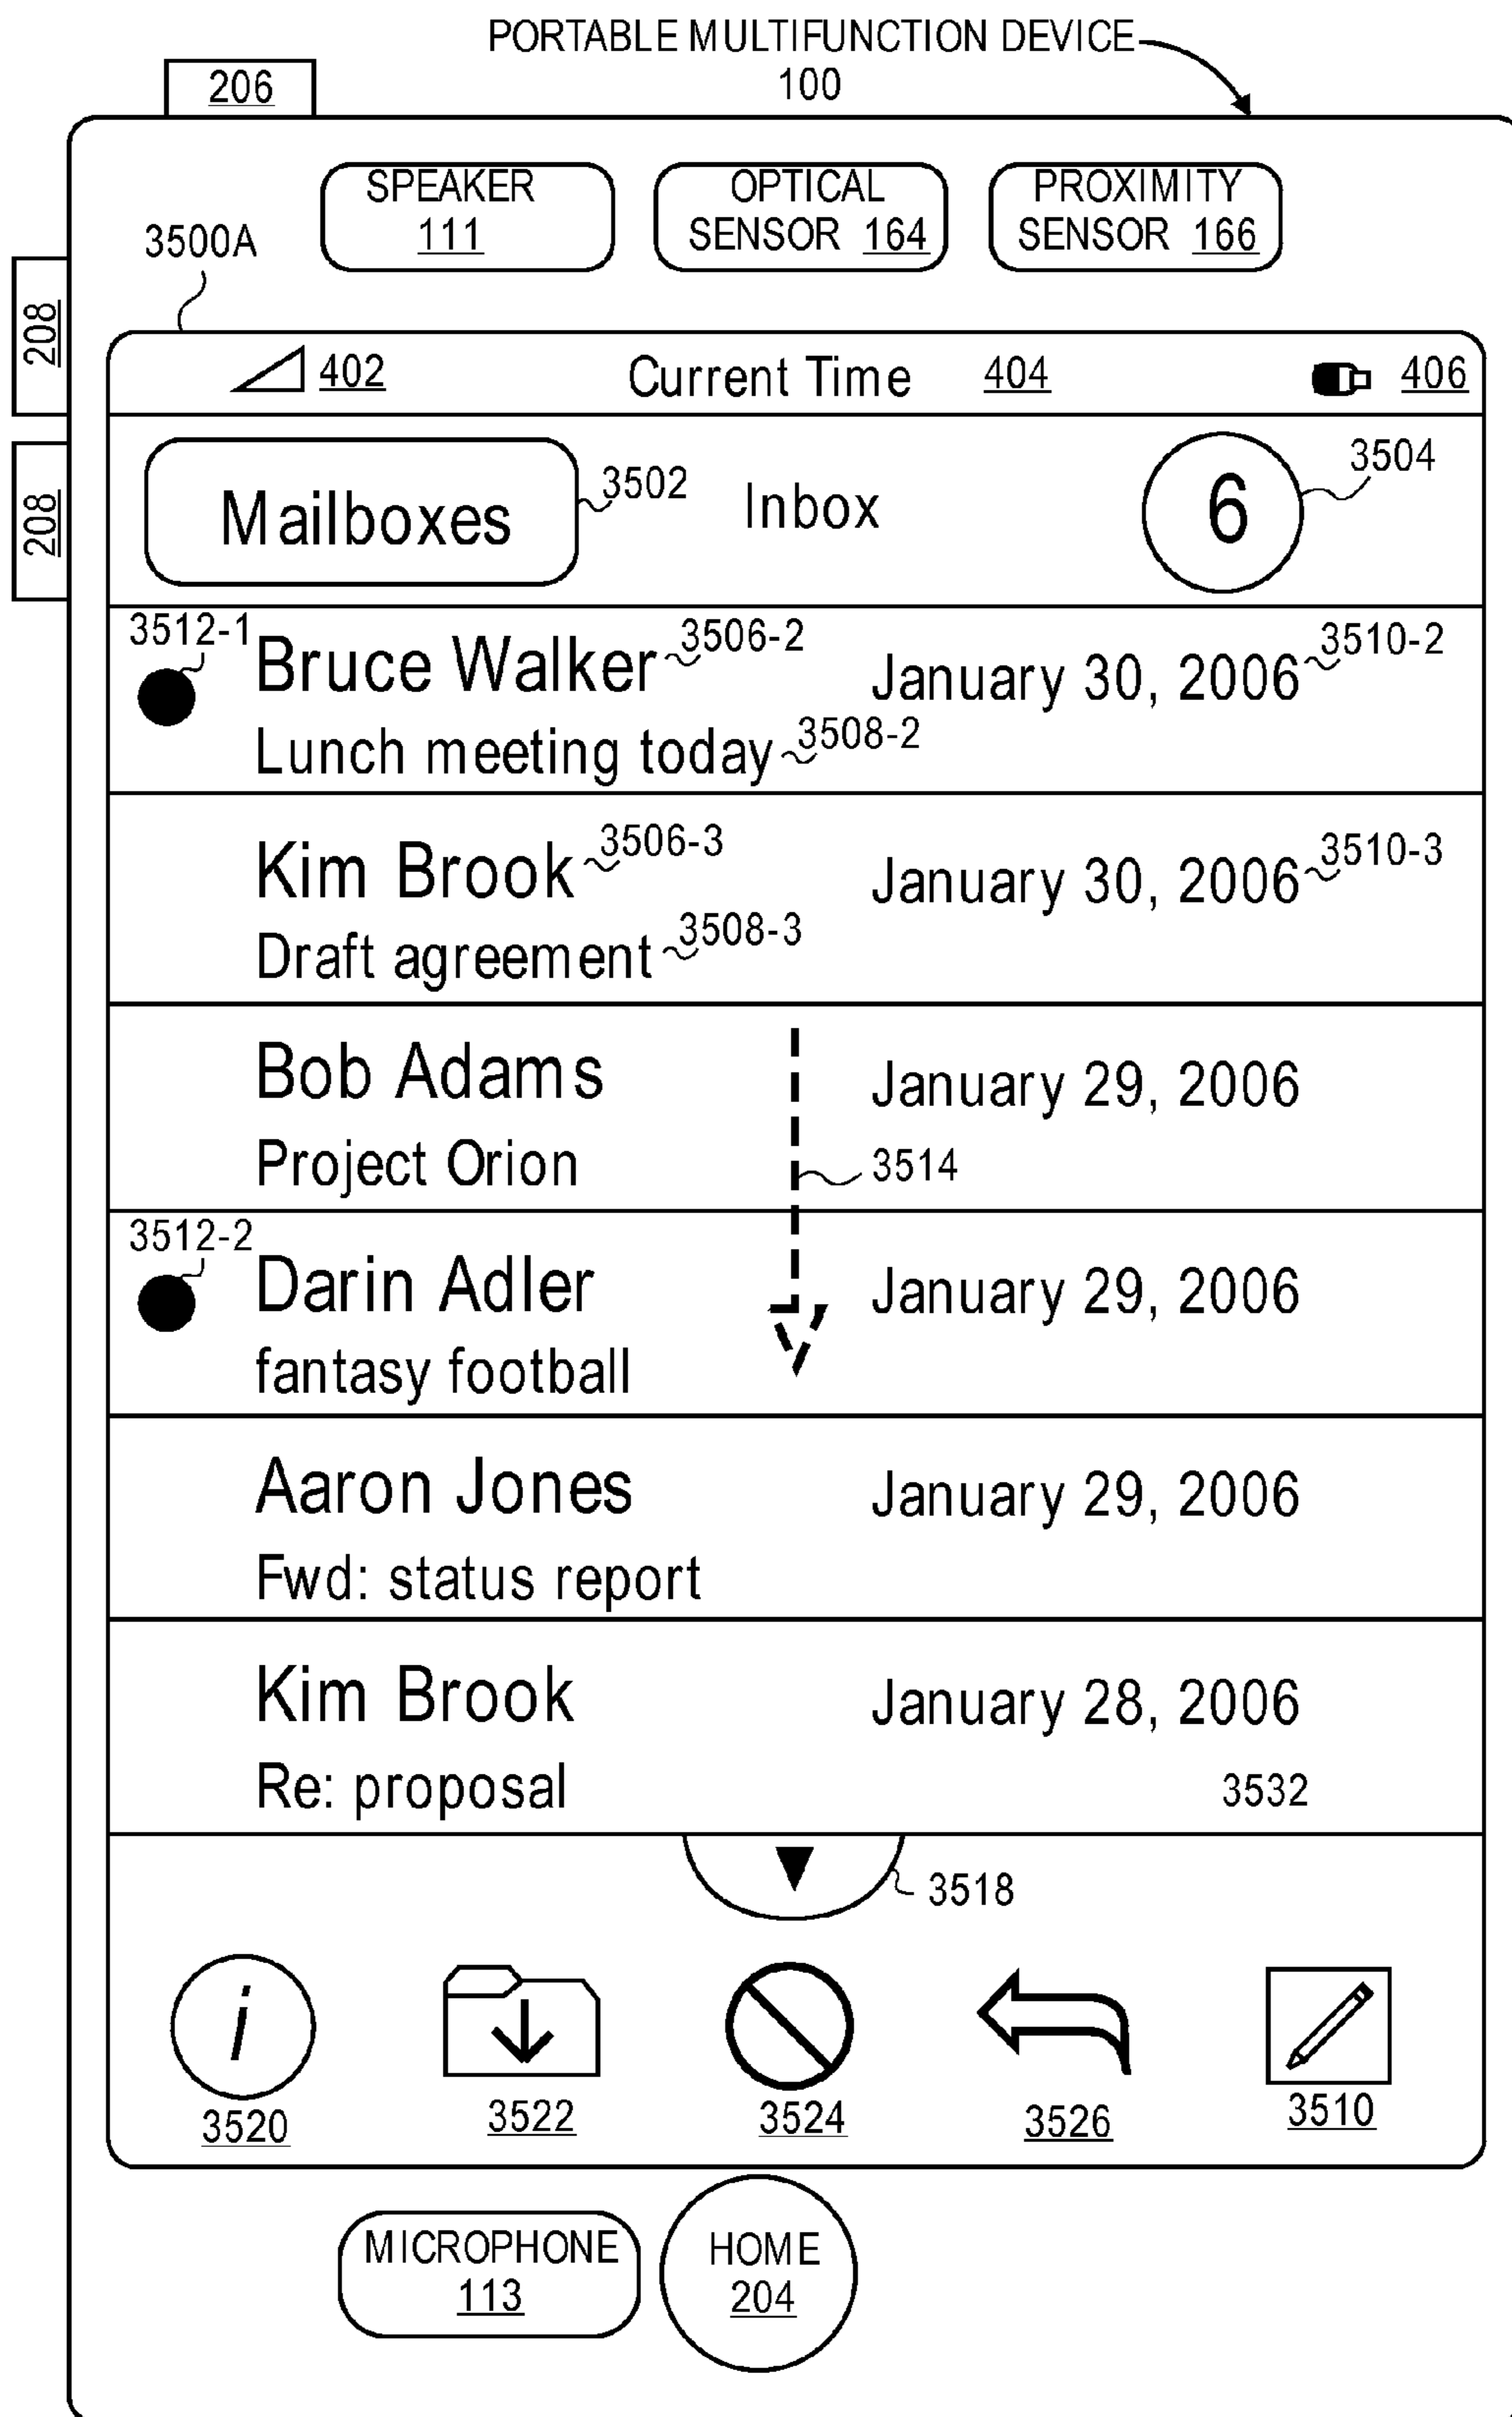 PORTABLE MULTIFUNCTION DEVICE
100
206
SPEAKER
111
OPTICAL
SENSOR 164
PROXIMITY
SENSOR 166
3500A
208
208
402 Current Time 404 406
Mailboxes 3502 Inbox 6 3504
3512-1 Bruce Walker 3506-2 January 30, 2006 3510-2
Lunch meeting today 3508-2
Kim Brook 3506-3 January 30, 2006 3510-3
Draft agreement 3508-3
Bob Adams January 29, 2006
Project Orion 3514
3512-2 Darin Adler January 29, 2006
fantasy football
Aaron Jones January 29, 2006
Fwd: status report
Kim Brook January 28, 2006
Re: proposal 3532
3518
i
3520 3522 3524 3526 3510
MICROPHONE
113
HOME
204